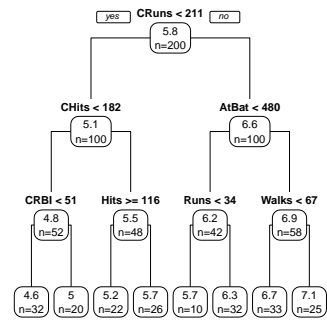 yes CRuns < 211 no
5.8
n=200
CHits < 182 AtBat < 480
5.1 6.6
n=100 n=100
CRBI < 51 Hits >= 116 Runs < 34 Walks < 67
4.8 5.5 6.2 6.9
n=52 n=48 n=42 n=58
4.6 5 5.2 5.7 5.7 6.3 6.7 7.1
n=32 n=20 n=22 n=26 n=10 n=32 n=33 n=25